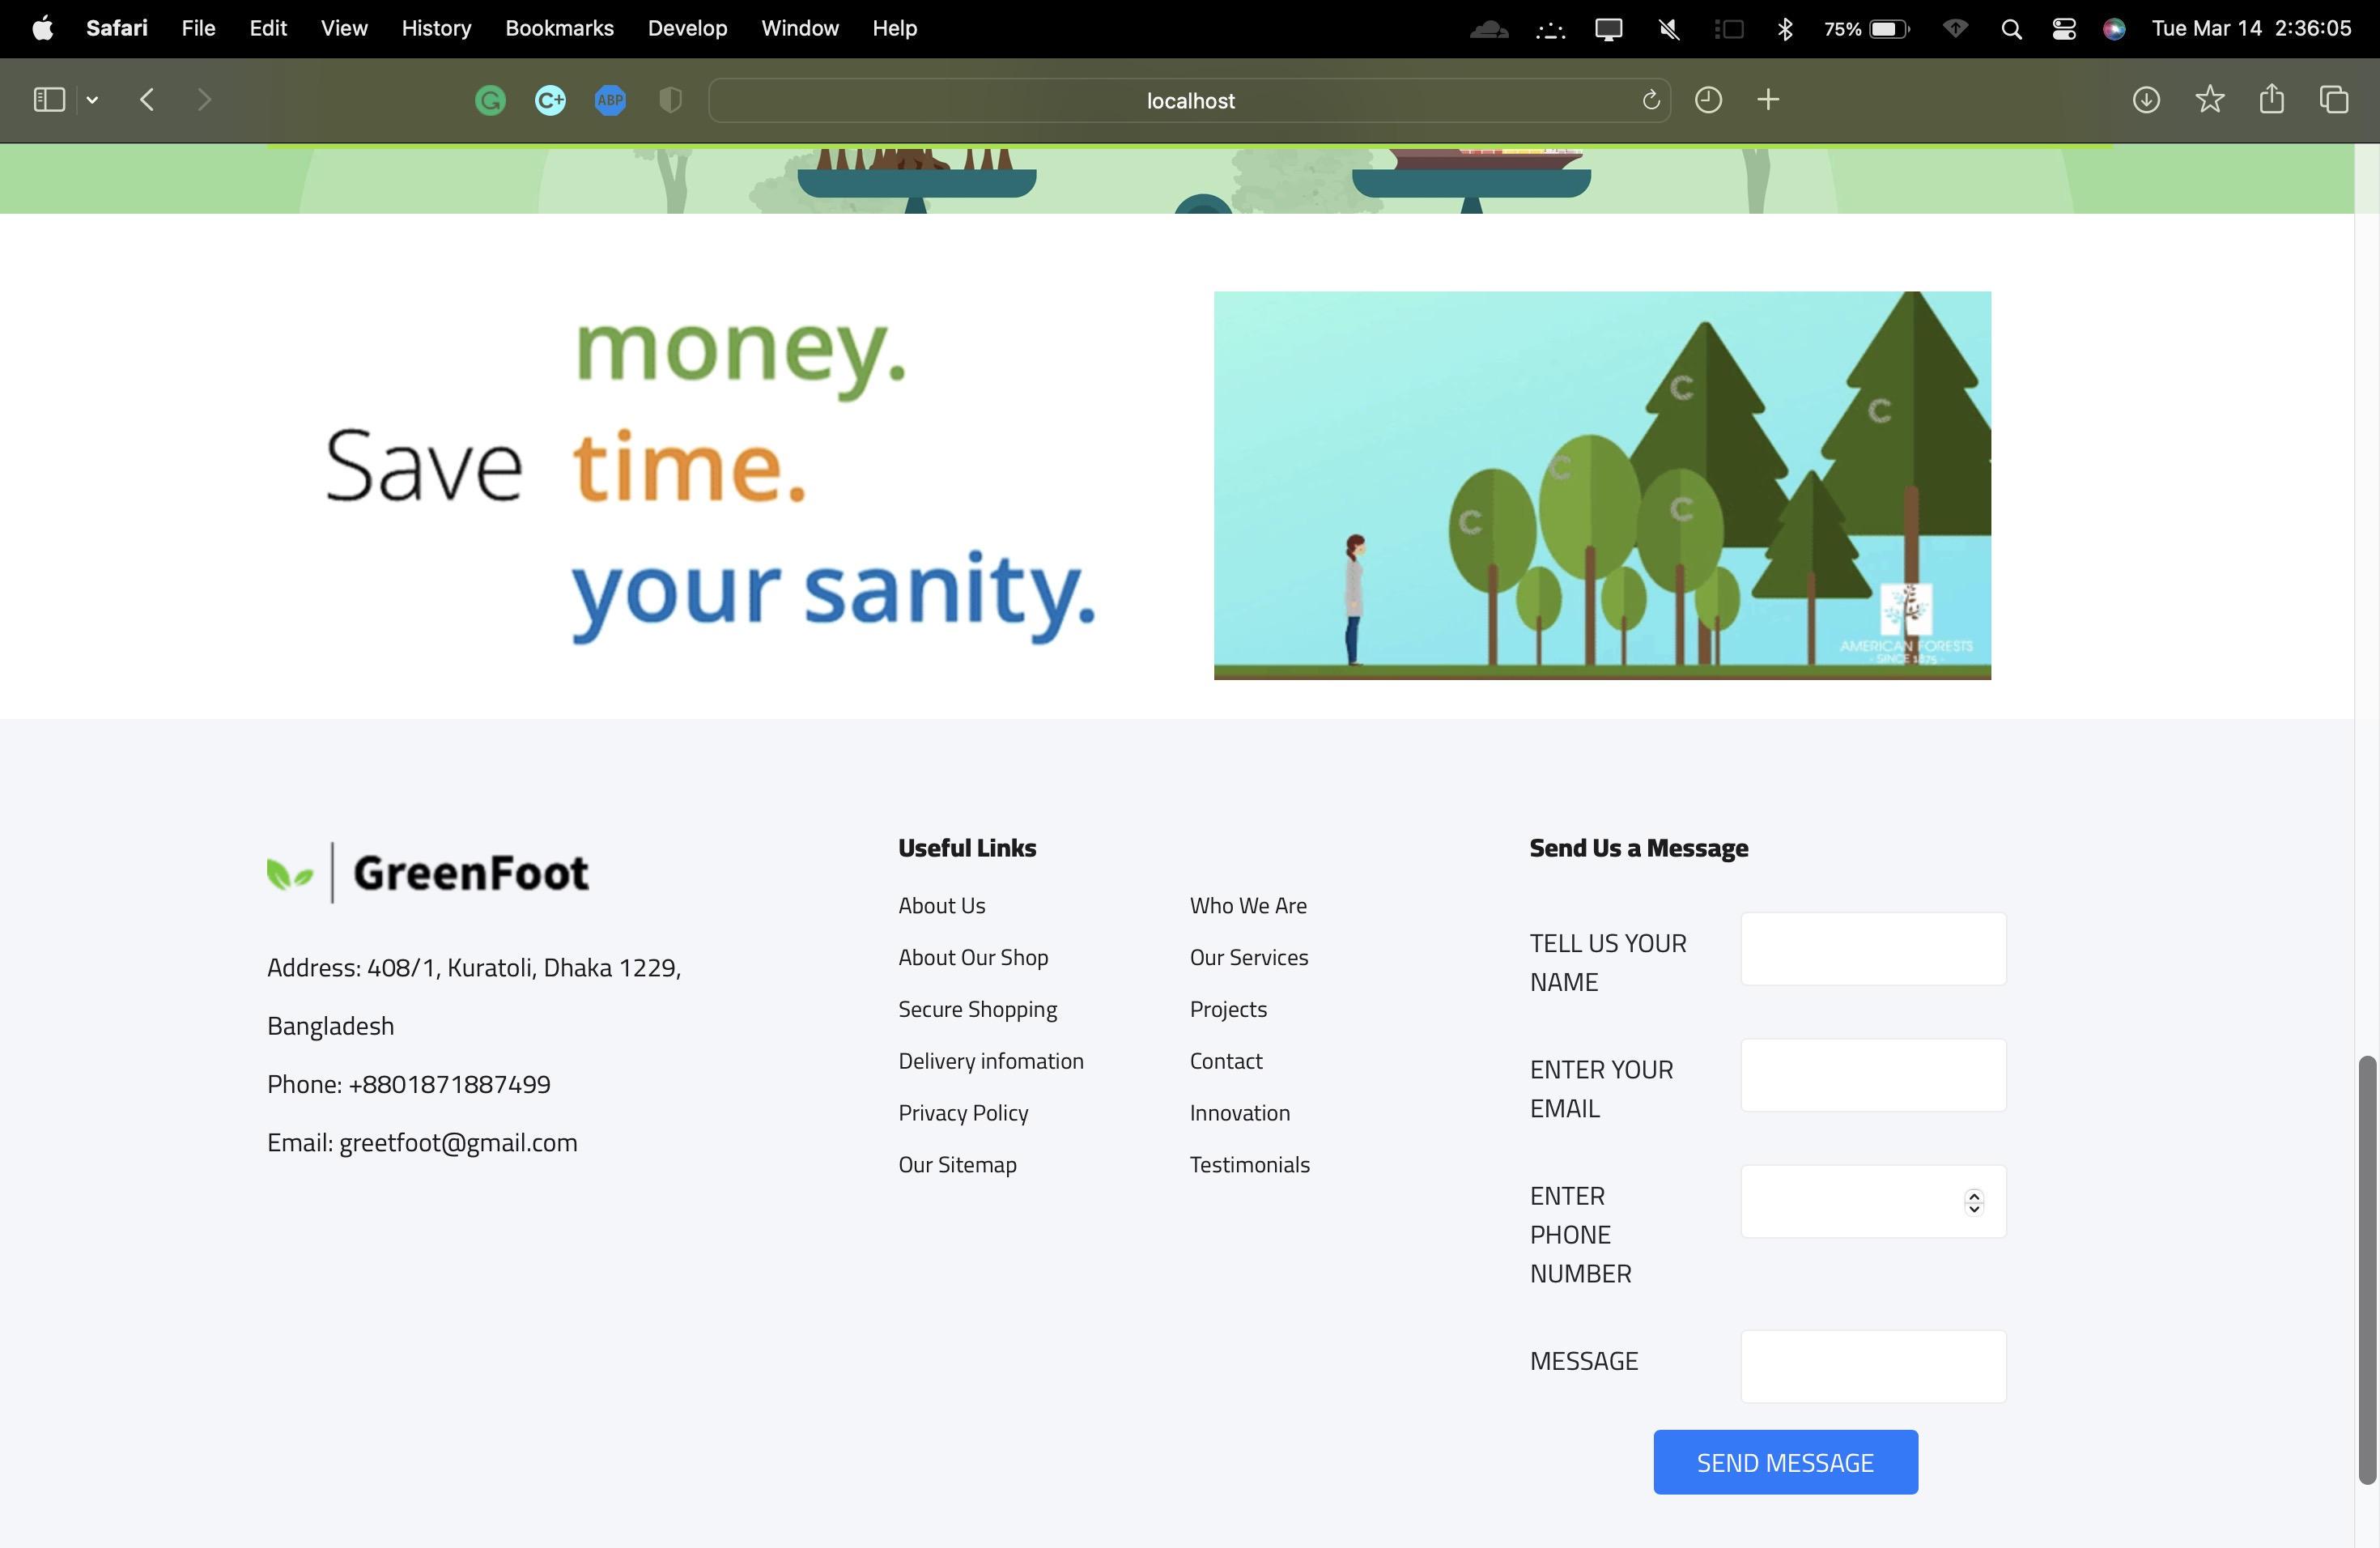 Safari File Edit View History Bookmarks Develop Window Help 75% Tue Mar 14 2:36:05
C+ ABP localhost
money.
Save time.
your sanity.
C
C
C
C
C
AMERICAN FORESTS
- SINCE 1875 -
GreenFoot
Address: 408/1, Kuratoli, Dhaka 1229,
Bangladesh
Phone: +8801871887499
Email: greetfoot@gmail.com
Useful Links
About Us
About Our Shop
Secure Shopping
Delivery infomation
Privacy Policy
Our Sitemap
Who We Are
Our Services
Projects
Contact
Innovation
Testimonials
Send Us a Message
TELL US YOUR
NAME
ENTER YOUR
EMAIL
ENTER
PHONE
NUMBER
MESSAGE
SEND MESSAGE